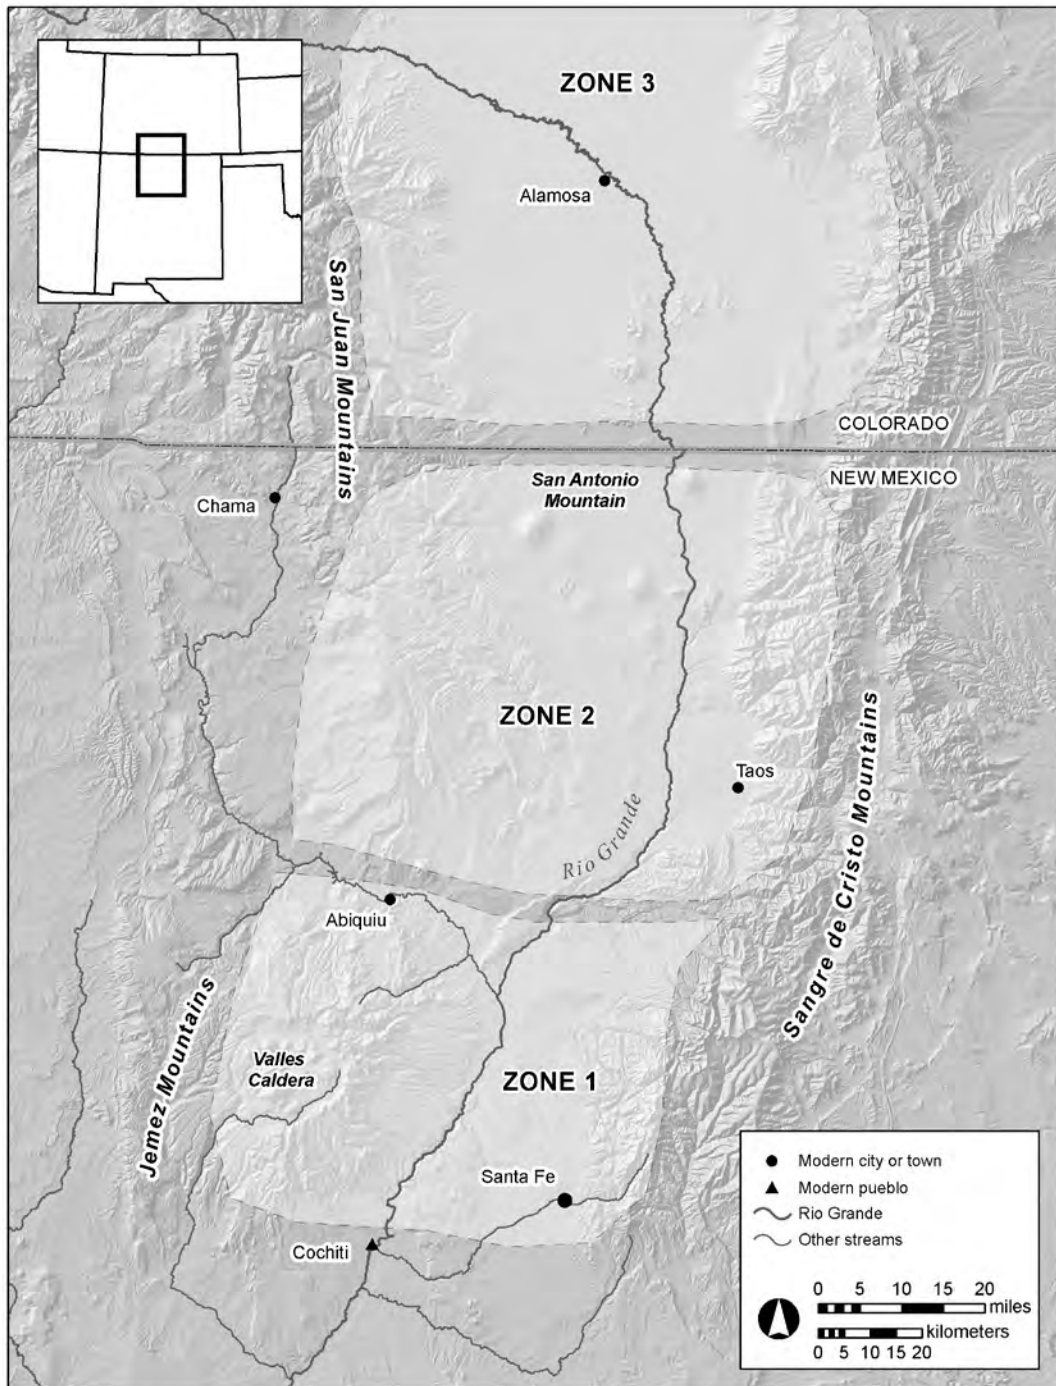 ZONE 3
Alamosa
San Juan Mountains
COLORADO
NEW MEXICO
San Antonio
Mountain
Chama
ZONE 2
Taos
Rio Grande
Sangre de Cristo Mountains
Abiquiu
Jemez Mountains
Valles
Caldera
ZONE 1
Santa Fe
Cochiti
Modern city or town
Modern pueblo
Rio Grande
Other streams
0 5 10 15 20
miles
kilometers
0 5 10 15 20